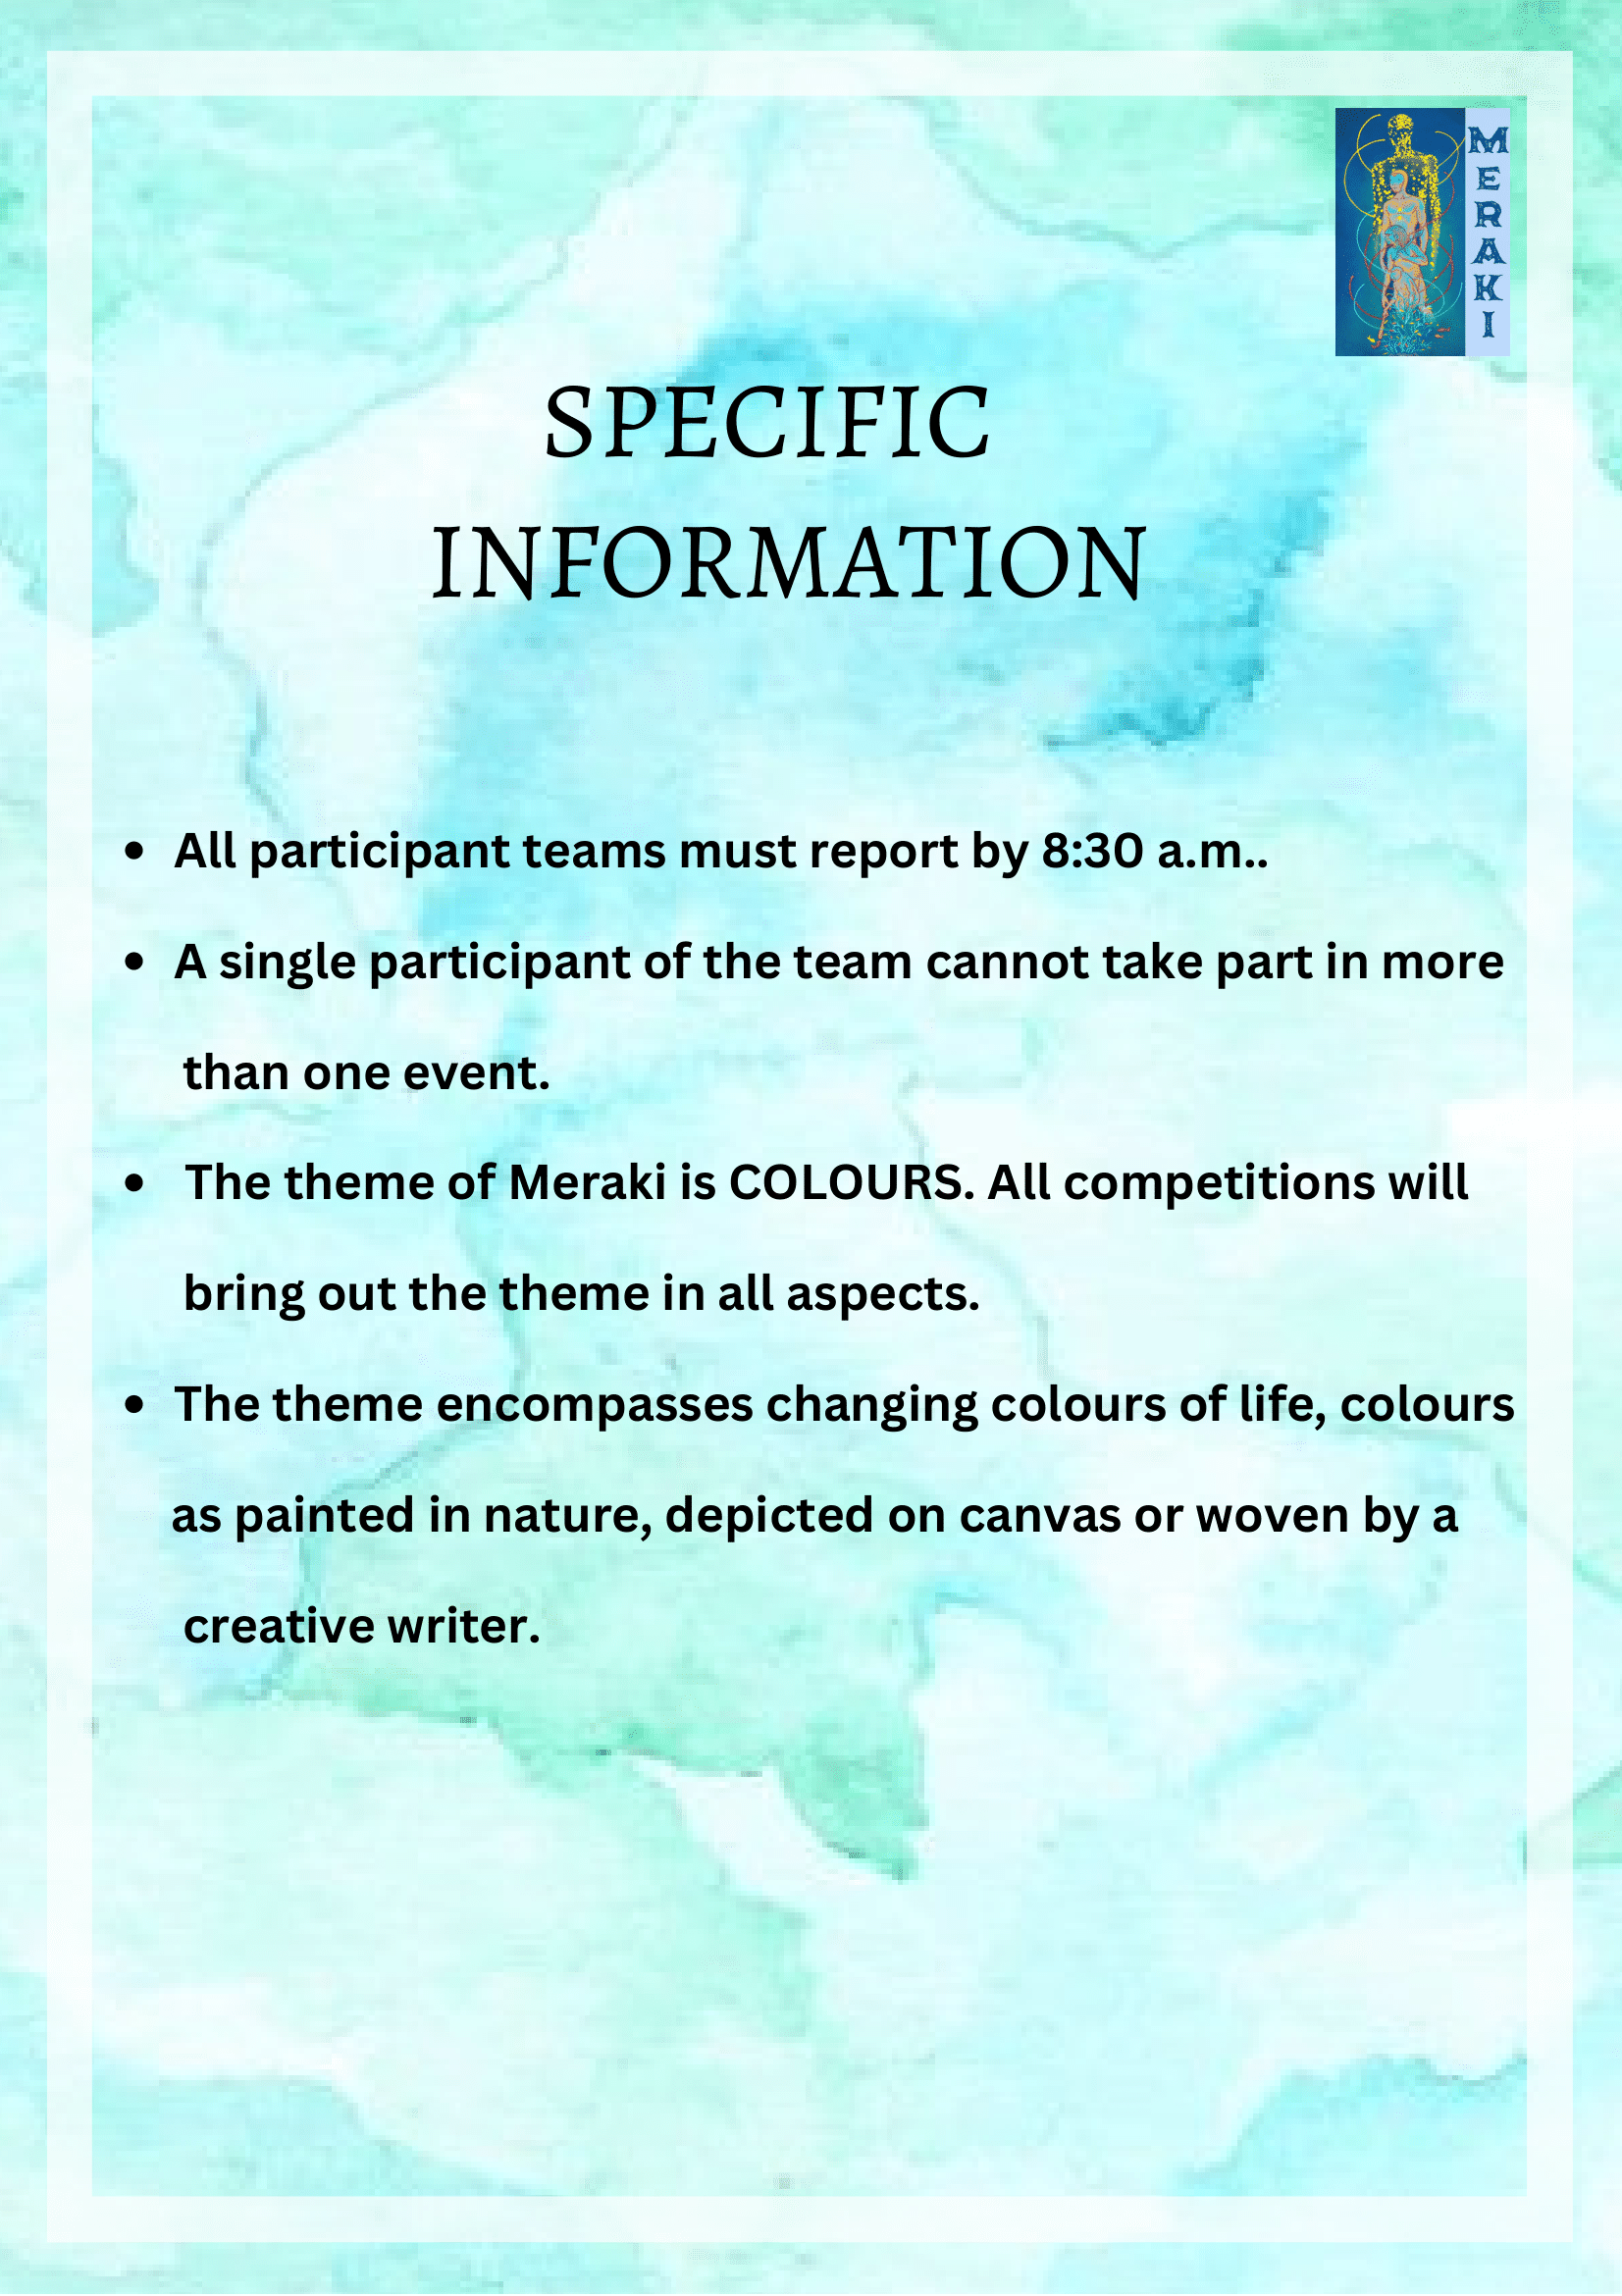 MERAKI
SPECIFIC
INFORMATION
• All participant teams must report by 8:30 a.m..
• A single participant of the team cannot take part in more
than one event.
• The theme of Meraki is COLOURS. All competitions will
bring out the theme in all aspects.
• The theme encompasses changing colours of life, colours
as painted in nature, depicted on canvas or woven by a
creative writer.